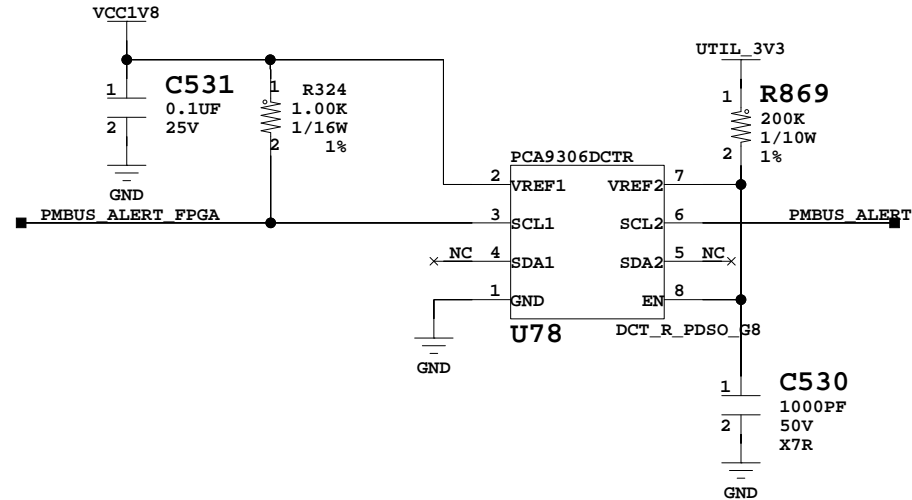 VCC1V8
UTIL_3V3
1
C531
0.1UF
25V
2
GND
1
R324
1.00K
1/16W
1%
2
1
R869
200K
1/10W
1%
2
PCA9306DCTR
2
VREF1
VREF2
7
PMBUS_ALERT_FPGA
3
SCL1
SCL2
6
PMBUS_ALERT
NC
4
SDA1
SDA2
5
NC
1
GND
EN
8
U78
DCT_R_PDSO_G8
GND
1
C530
1000PF
50V
X7R
2
GND